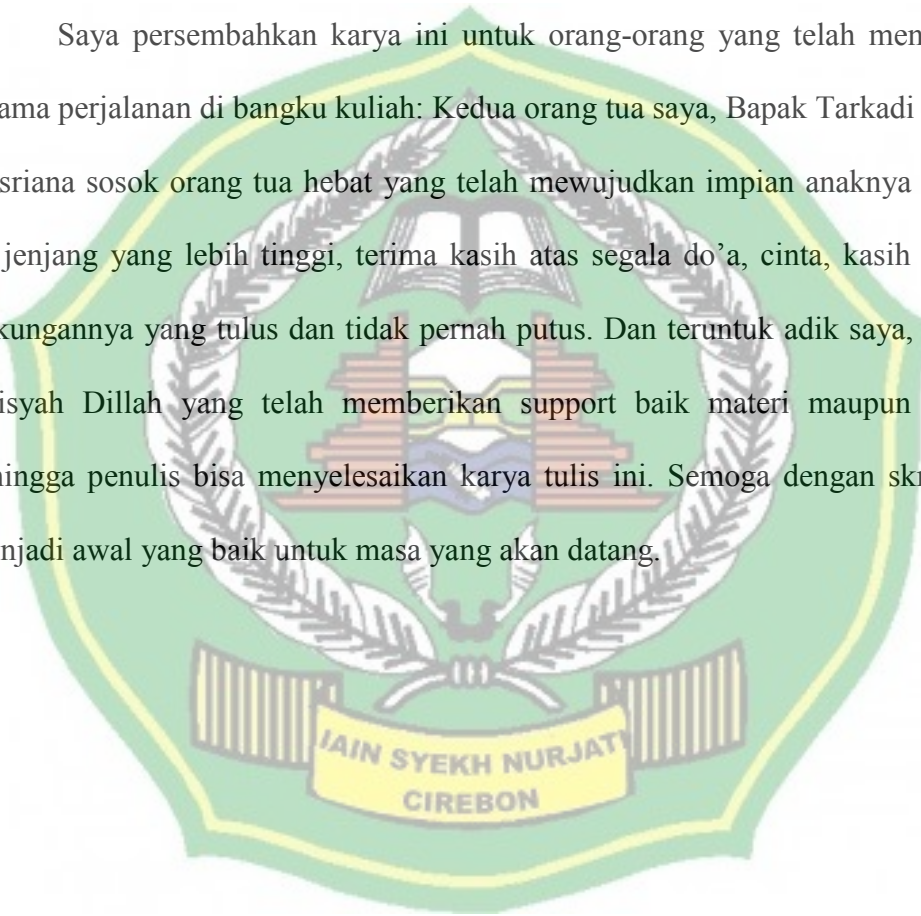 Saya persembahkan karya ini untuk orang-orang yang telah men
ama perjalanan di bangku kuliah: Kedua orang tua saya, Bapak Tarkadi
sriana sosok orang tua hebat yang telah mewujudkan impian anaknya
jenjang yang lebih tinggi, terima kasih atas segala do’a, cinta, kasih
kungannya yang tulus dan tidak pernah putus. Dan teruntuk adik saya,
isyah Dillah yang telah memberikan support baik materi maupun
hingga penulis bisa menyelesaikan karya tulis ini. Semoga dengan skr
njadi awal yang baik untuk masa yang akan datang.
IAIN SYEKH NURJATI
CIREBON